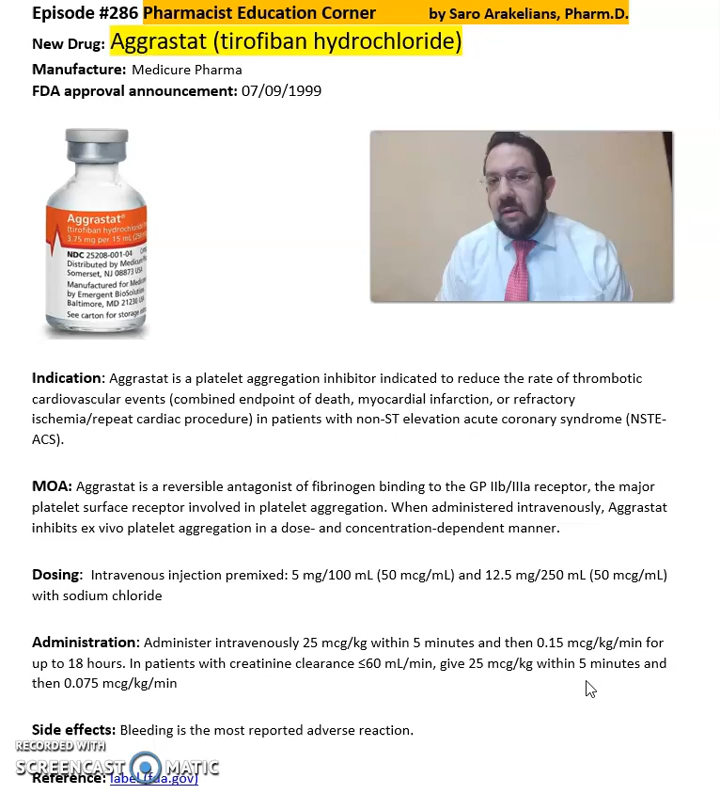 Episode #286 Pharmacist Education Corner by Saro Arakelians, Pharm.D.
New Drug: Aggrastat (tirofiban hydrochloride)
Manufacture: Medicure Pharma
FDA approval announcement: 07/09/1999
Aggrastat®
(tirofiban hydrochloride
3.75 mg per 15 mL
NDC 25208-001-04
Distributed by
Somerset, NJ 08873 USA
Manufactured for
by Emergent
Baltimore, MD
See carton for storage
Indication: Aggrastat is a platelet aggregation inhibitor indicated to reduce the rate of thrombotic
cardiovascular events (combined endpoint of death, myocardial infarction, or refractory
ischemia/repeat cardiac procedure) in patients with non-ST elevation acute coronary syndrome (NSTE-
ACS).
MOA: Aggrastat is a reversible antagonist of fibrinogen binding to the GP IIb/IIIa receptor, the major
platelet surface receptor involved in platelet aggregation. When administered intravenously, Aggrastat
inhibits ex vivo platelet aggregation in a dose- and concentration-dependent manner.
Dosing: Intravenous injection premixed: 5 mg/100 mL (50 mcg/mL) and 12.5 mg/250 mL (50 mcg/mL)
with sodium chloride
Administration: Administer intravenously 25 mcg/kg within 5 minutes and then 0.15 mcg/kg/min for
up to 18 hours. In patients with creatinine clearance ≤60 mL/min, give 25 mcg/kg within 5 minutes and
then 0.075 mcg/kg/min
Side effects: Bleeding is the most reported adverse reaction.
RECORDED WITH
SCREENCAST MATIC
Reference: label (fda.gov)